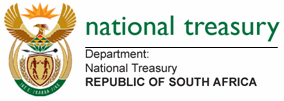 national treasury
Department:
National Treasury
REPUBLIC OF SOUTH AFRICA